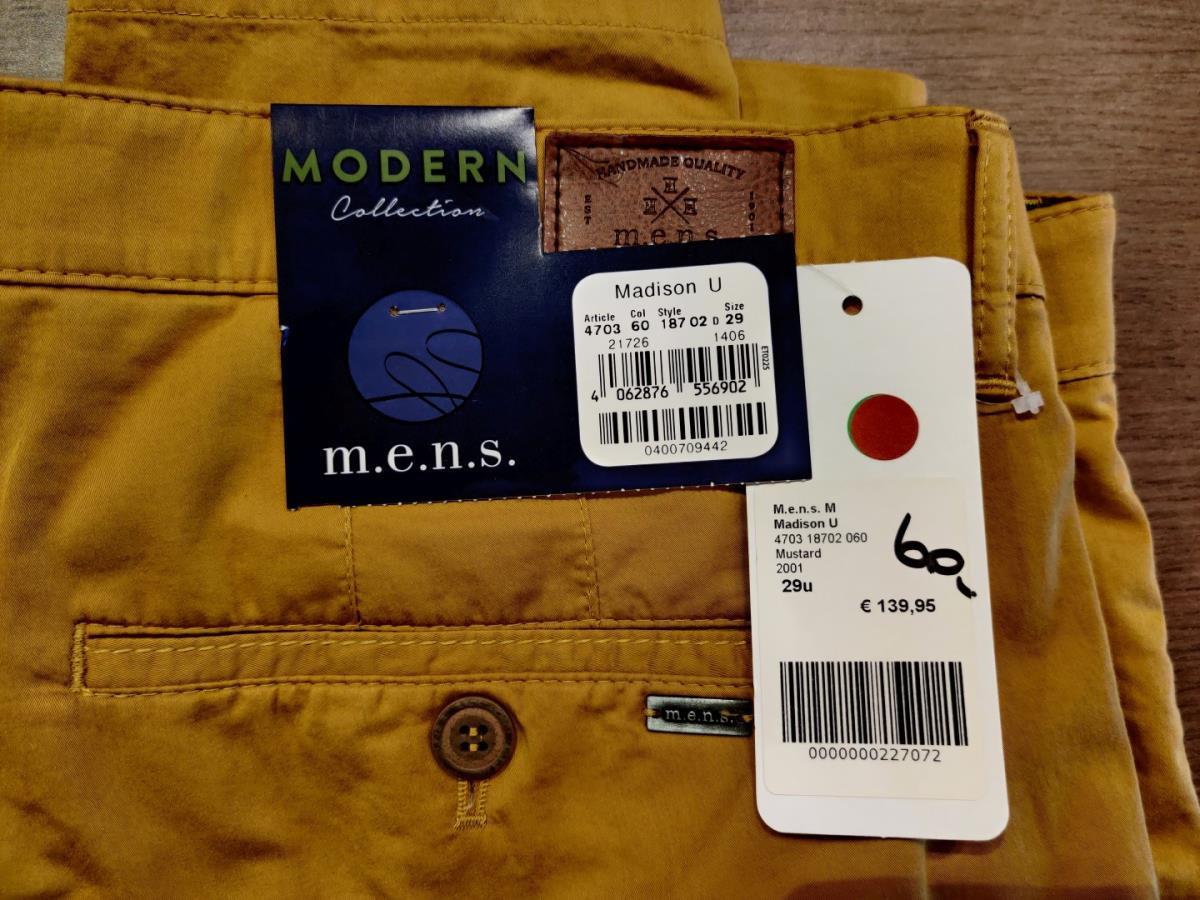 MODERN
Collection
m.e.n.s.
HANDMADE QUALITY
H
H H
EST 1901
m.e.n.s.
Madison U
Article Col Style Size
4703 60 187 02 D 29
21726 1406
ET0225
4 062876 556902
0400709442
M.e.n.s. M
Madison U
4703 18702 060
Mustard
2001
29u
€ 139,95
60,-
0000000227072
m.e.n.s.